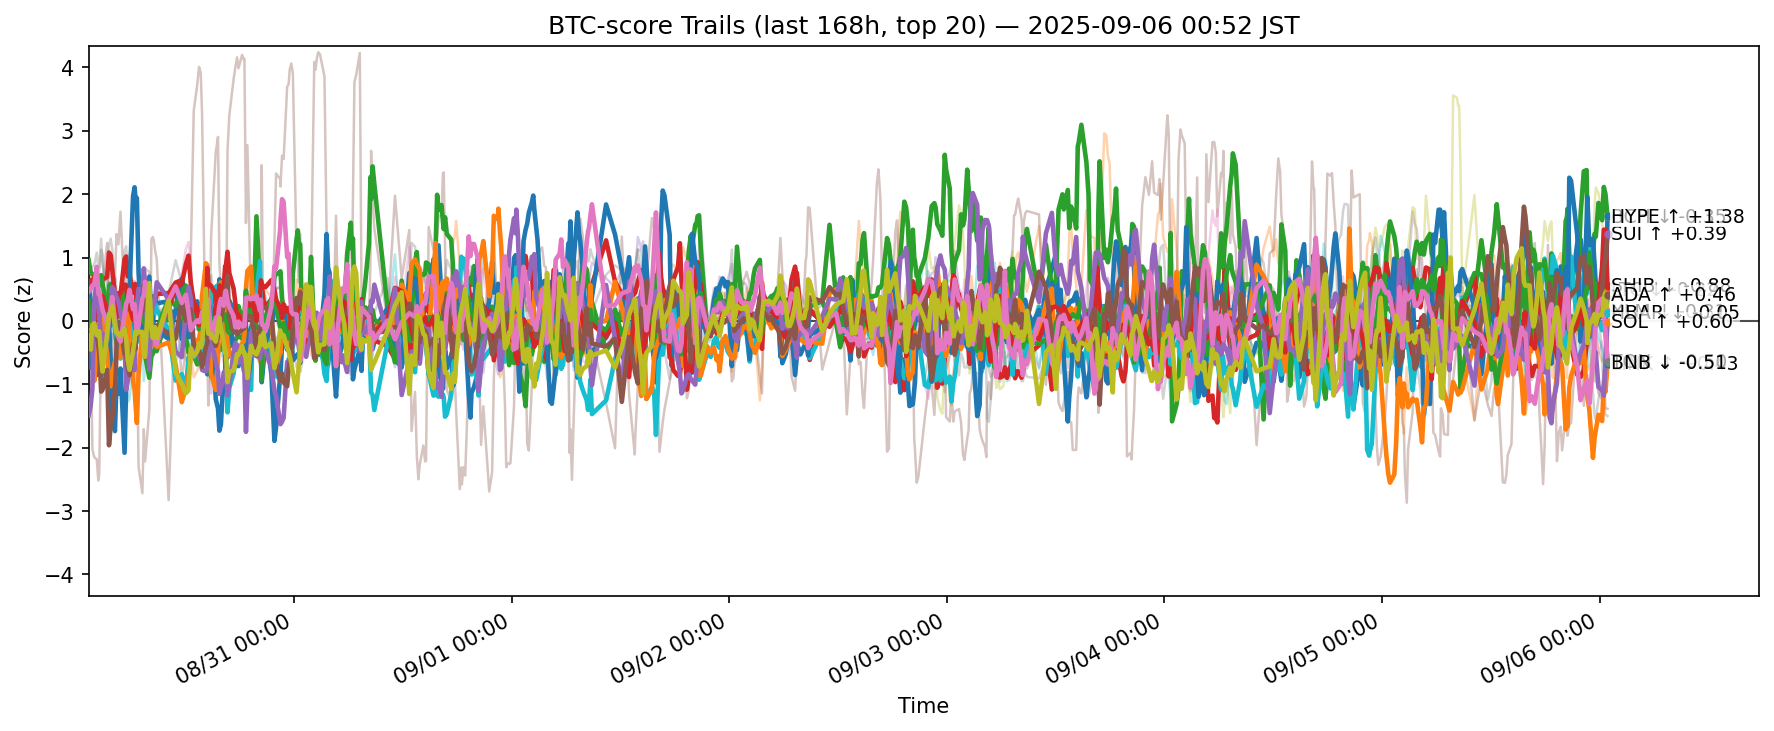 BTC-score Trails (last 168h, top 20) — 2025-09-06 00:52 JST
Score (z)
4
3
2
1
0
−1
−2
−3
−4
HYPE ↑ +1.38
SUI ↑ +0.39
SHIB ↓
ADA ↑ +0.46
SOL ↑ +0.60
BNB ↓
08/31 00:00
09/01 00:00
09/02 00:00
09/03 00:00
09/04 00:00
09/05 00:00
09/06 00:00
Time